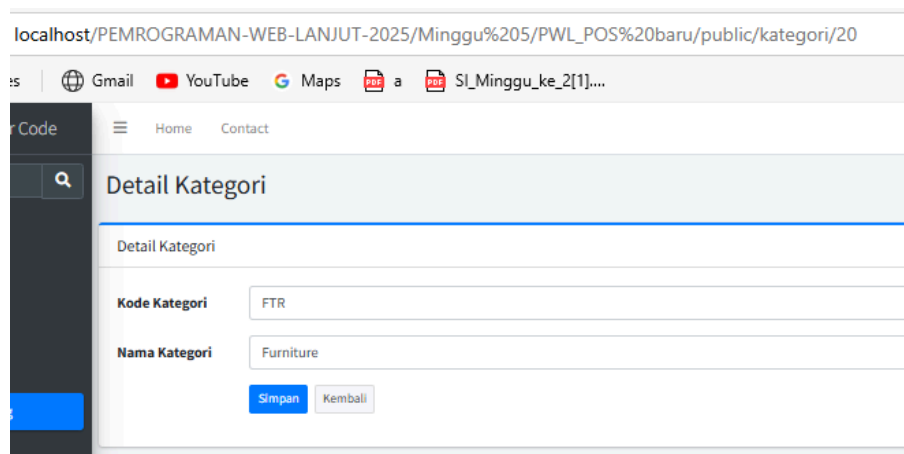 localhost/PEMROGRAMAN-WEB-LANJUT-2025/Minggu%205/PWL_POS%20baru/public/kategori/20
es Gmail YouTube Maps a SI_Minggu_ke_2[1]....
r Code Home Contact
Detail Kategori
Detail Kategori
Kode Kategori FTR
Nama Kategori Furniture
Simpan Kembali